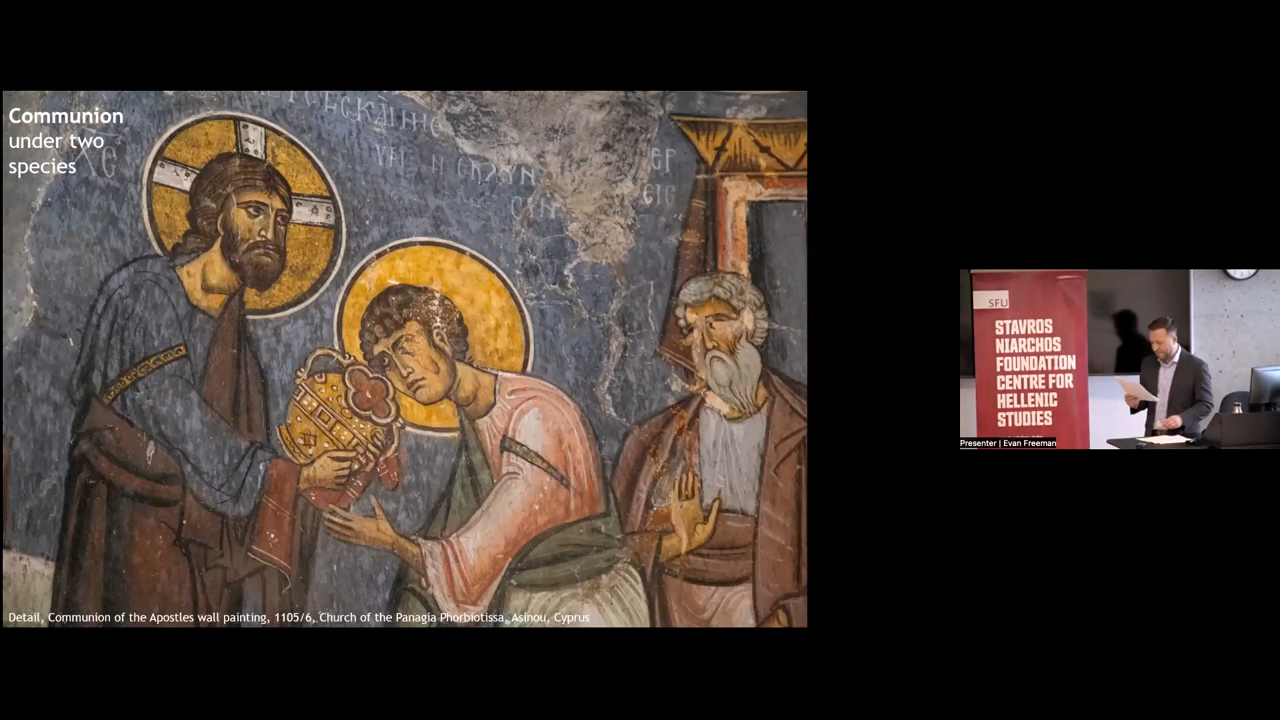 Communion
under two
species
Detail, Communion of the Apostles wall painting, 1105/6, Church of the Panagia Phorbiotissa, Asinou, Cyprus
SFU
STAVROS
NIARCHOS
FOUNDATION
CENTRE FOR
HELLENIC
STUDIES
Presenter | Evan Freeman